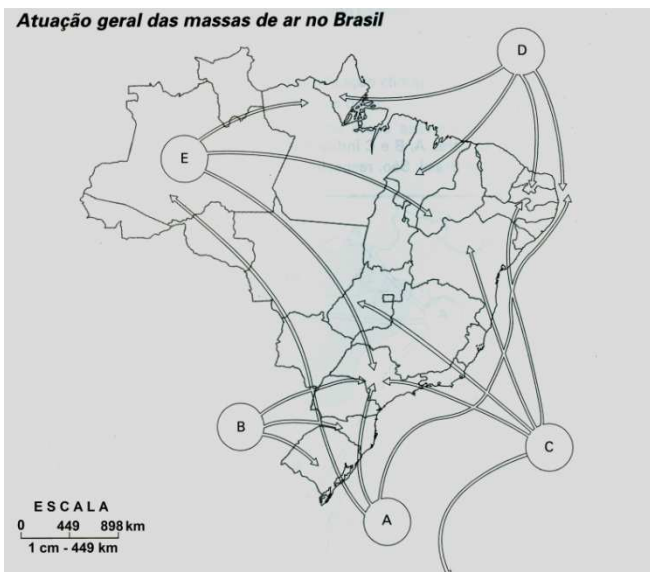 Atuação geral das massas de ar no Brasil
D
E
B
C
A
ESCALA
0 449 898 km
1 cm - 449 km